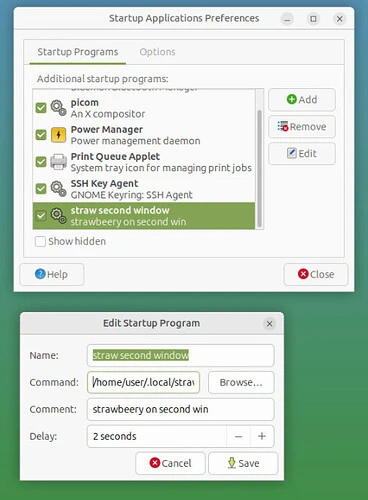 Startup Applications Preferences
Startup Programs Options
Additional startup programs:
picom
An X compositor
Power Manager
Power management daemon
Print Queue Applet
System tray icon for managing print jobs
SSH Key Agent
GNOME Keyring: SSH Agent
straw second window
strawbeery on second win
Show hidden
Add
Remove
Edit
Help
Close
Edit Startup Program
Name: straw second window
Command: /home/user/.local/straw Browse...
Comment: strawbeery on second win
Delay: 2 seconds
Cancel
Save